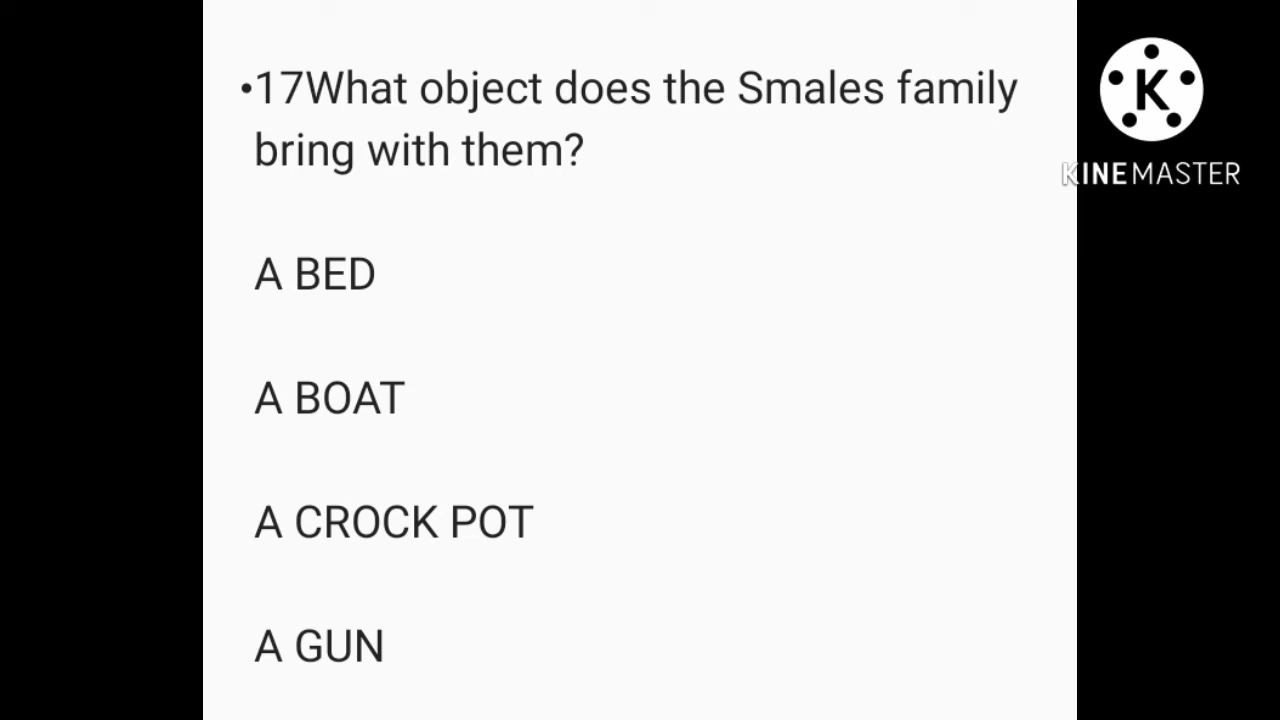 •17What object does the Smales family
bring with them?
A BED
A BOAT
A CROCK POT
A GUN
K
KINEMASTER